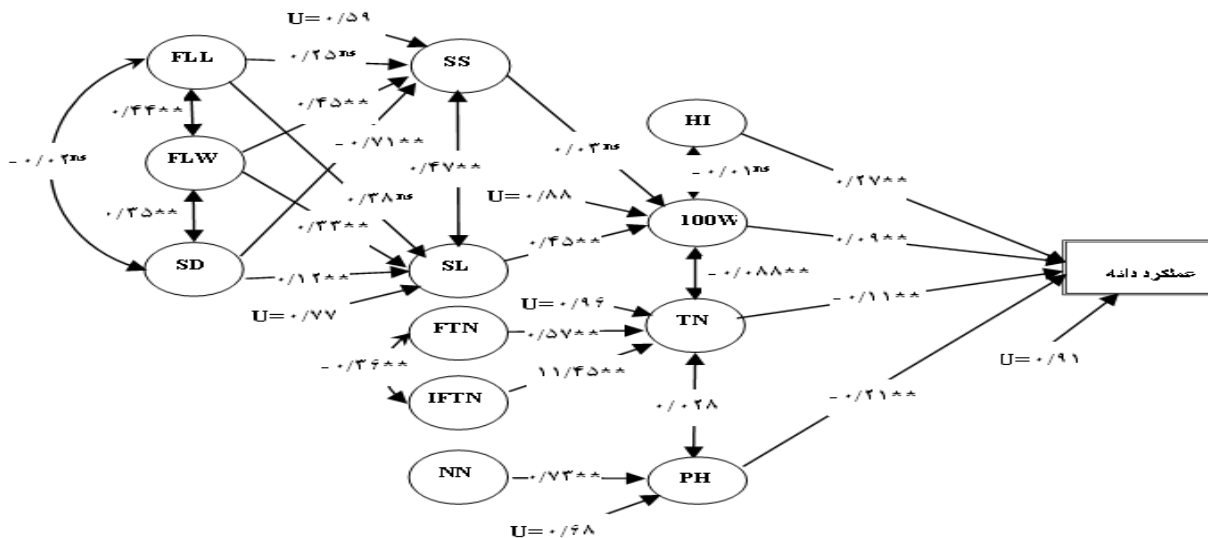 U=۰/۵۹
FLL
۰/۲۵ns
SS
۰/۴۴**
۰/۴۵**
HI
-۰/۰۲ns
FLW
-۰/۷۱**
۰/۴۷**
۰/۰۳ns
-۰/۰۱ns
۰/۲۷**
۰/۳۵**
۰/۳۸ns
۰/۳۳**
U=۰/۸۸
100W
۰/۴۵**
۰/۰۹**
SD
۰/۱۲**
SL
-۰/۰۸۸**
عملکرد دانه
U=۰/۷۷
U=۰/۹۶
TN
-۰/۱۱**
FTN
۰/۵۷**
-۰/۳۶**
۱۱/۴۵**
U=۰/۹۱
IFTN
۰/۰۲۸
-۰/۲۱**
NN
۰/۷۳**
PH
U=۰/۶۸